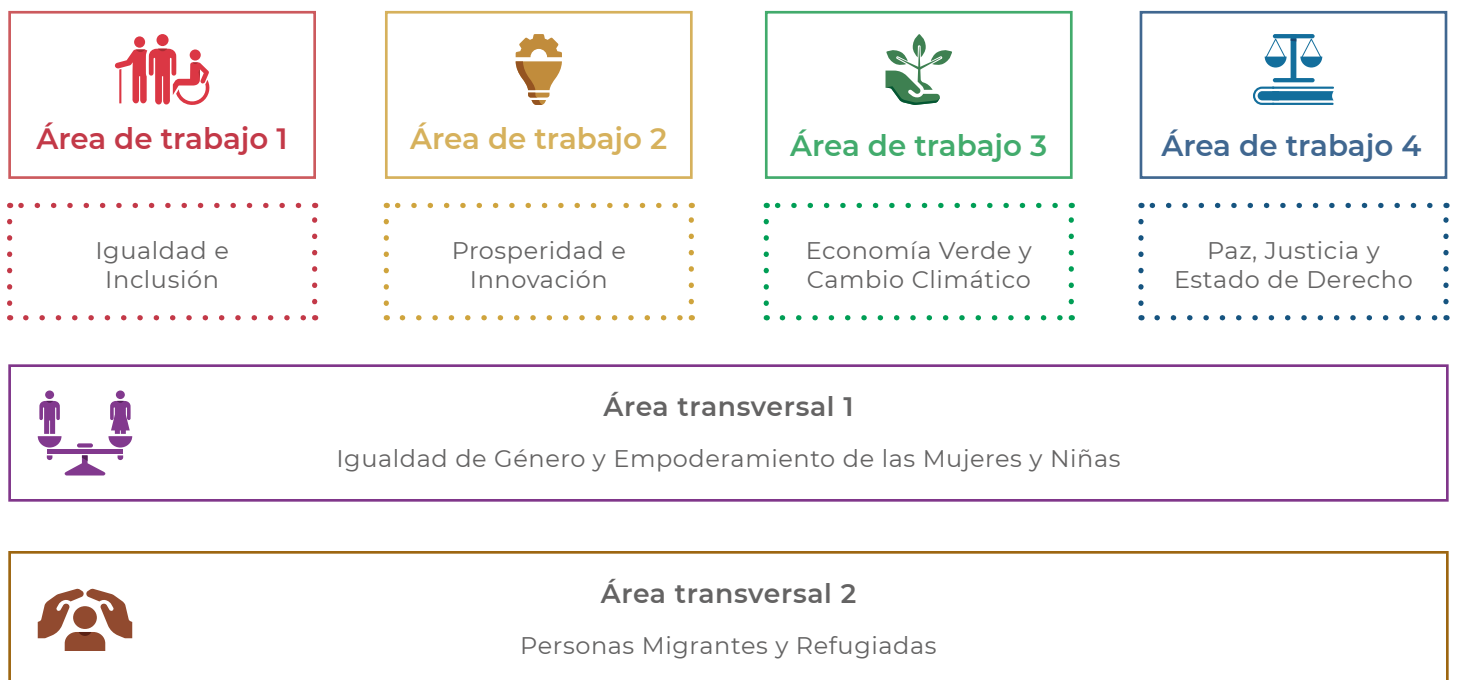 Área de trabajo 1
Igualdad e
Inclusión
Área de trabajo 2
Prosperidad e
Innovación
Área de trabajo 3
Economía Verde y
Cambio Climático
Área de trabajo 4
Paz, Justicia y
Estado de Derecho
Área transversal 1
Igualdad de Género y Empoderamiento de las Mujeres y Niñas
Área transversal 2
Personas Migrantes y Refugiadas